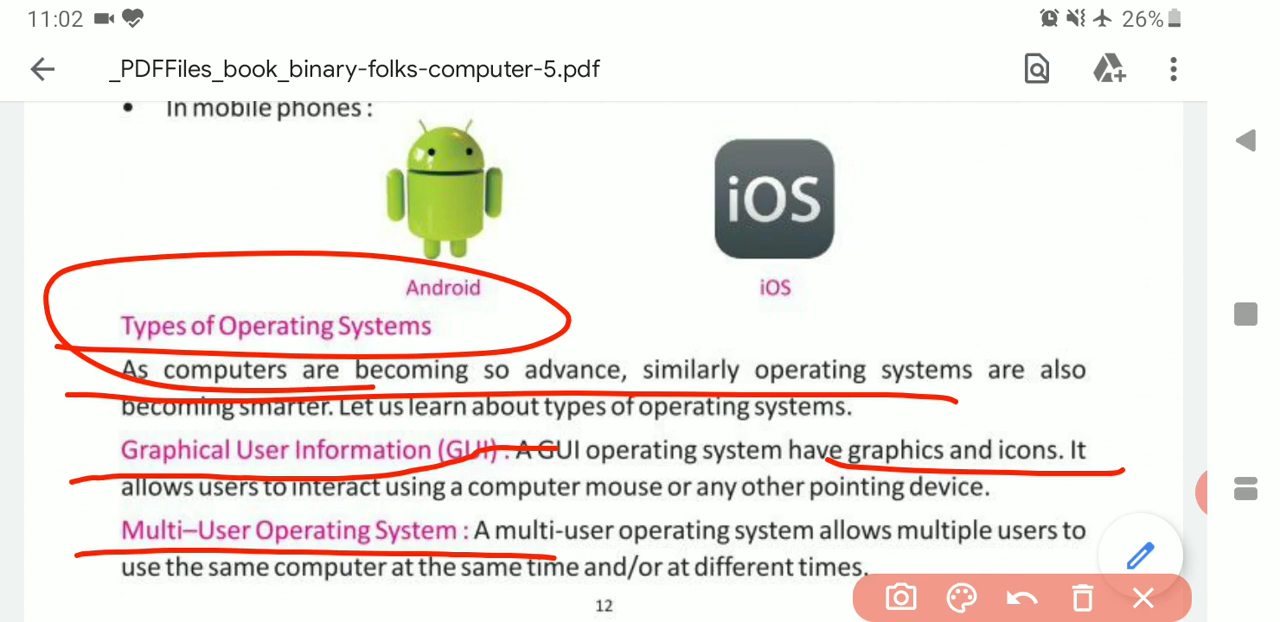 11:02
26%
_PDFFiles_book_binary-folks-computer-5.pdf
In mobile phones :
iOS
Android
iOS
Types of Operating Systems
As computers are becoming so advance, similarly operating systems are also
becoming smarter. Let us learn about types of operating systems.
Graphical User Information (GUI) : A GUI operating system have graphics and icons. It
allows users to interact using a computer mouse or any other pointing device.
Multi–User Operating System : A multi-user operating system allows multiple users to
use the same computer at the same time and/or at different times.
12